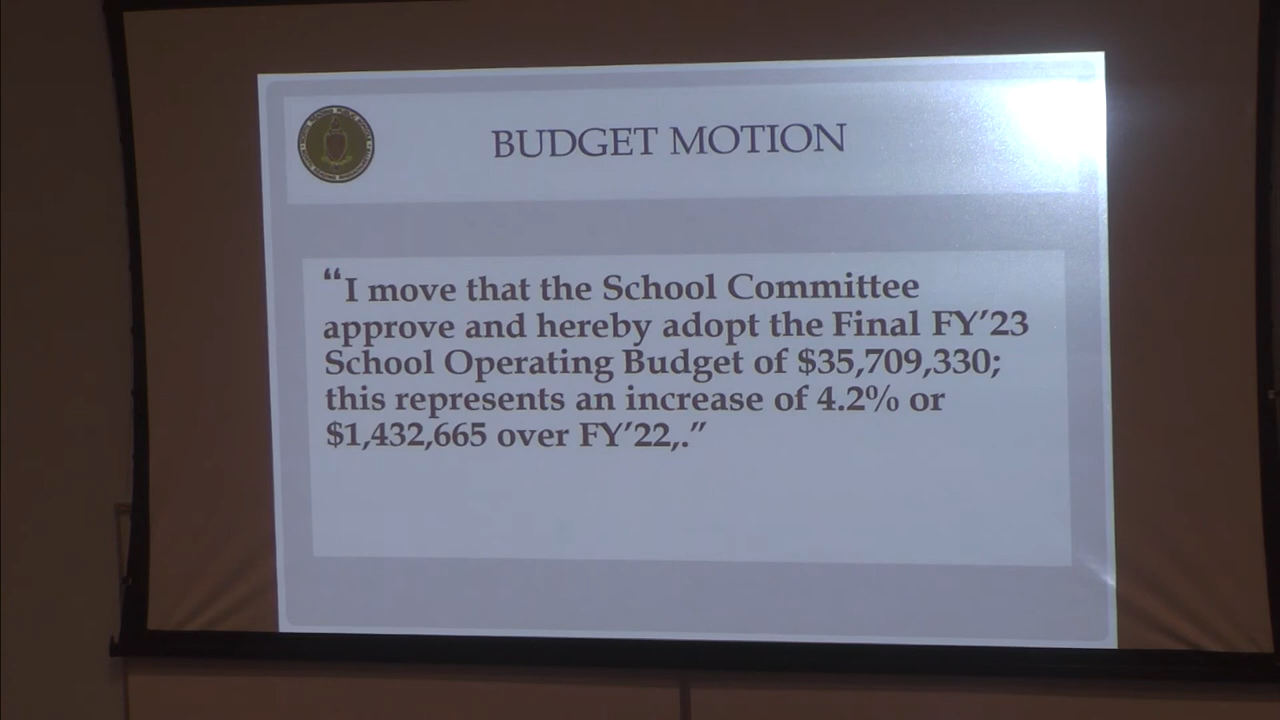 BUDGET MOTION
“I move that the School Committee
approve and hereby adopt the Final FY’23
School Operating Budget of $35,709,330;
this represents an increase of 4.2% or
$1,432,665 over FY’22,.”